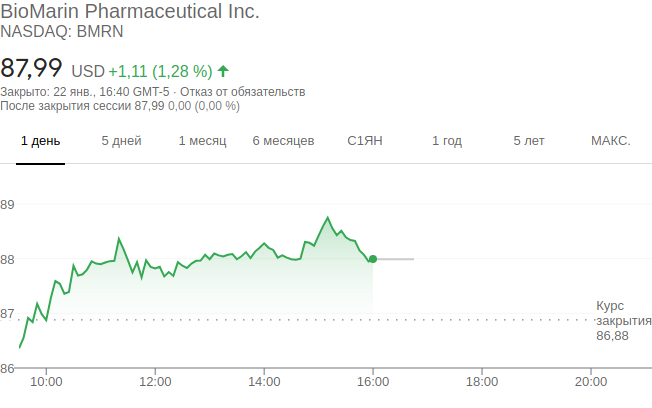 BioMarin Pharmaceutical Inc.
NASDAQ: BMRN
87,99 USD +1,11 (1,28 %)
Закрыто: 22 янв., 16:40 GMT-5 · Отказ от обязательств
После закрытия сессии 87,99 0,00 (0,00 %)
1 день 5 дней 1 месяц 6 месяцев С1ЯН 1 год 5 лет МАКС.
89
88
87
Курс
закрытия
86,88
86
10:00 12:00 14:00 16:00 18:00 20:00